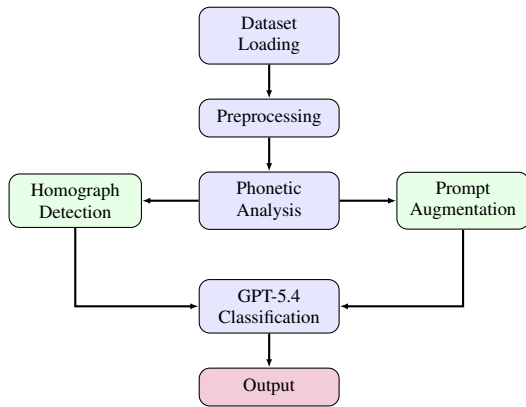 Dataset
Loading
Preprocessing
Homograph
Detection
Phonetic
Analysis
Prompt
Augmentation
GPT-5.4
Classification
Output